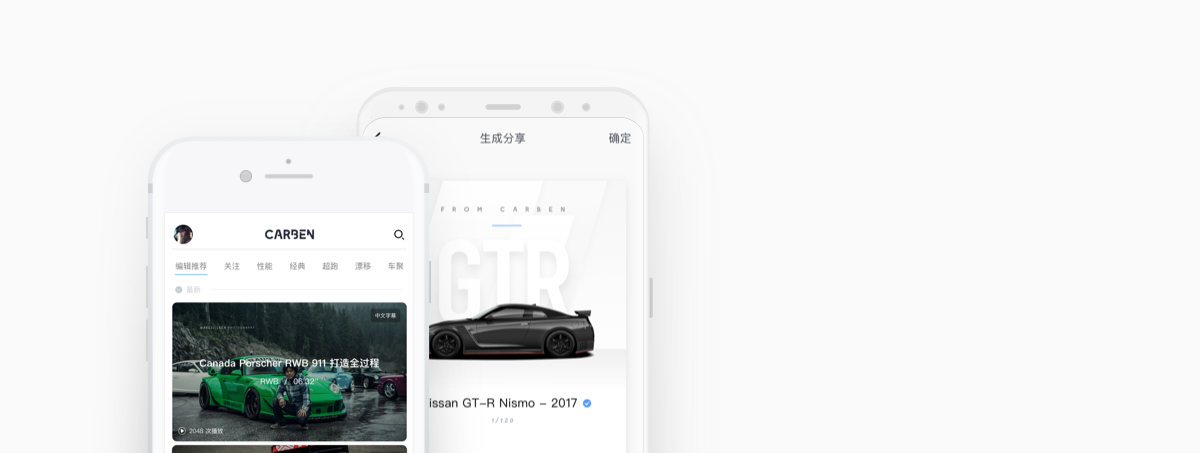 生成分享
确定
FROM CARBEN
GTR
issan GT-R Nismo - 2017
1/120
CARBEN
编辑推荐 关注 性能 经典 超跑 漂移 车聚
最新
中文字幕
Canada Porscher RWB 911 打造全过程
RWB / 06'32"
2048 次播放